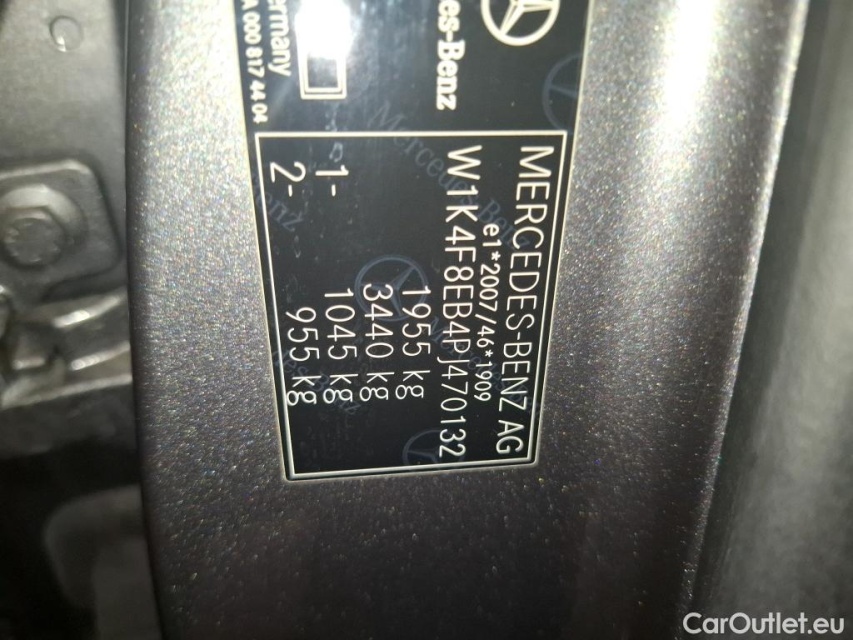 des-Benz
ermany
A 000 817 44 04
MERCEDES-BENZ AG
e1*2007/46*1909
W1K4F8EB4PJ470132
1955 kg
3440 kg
1- 1045 kg
2- 955 kg
CarOutlet.eu